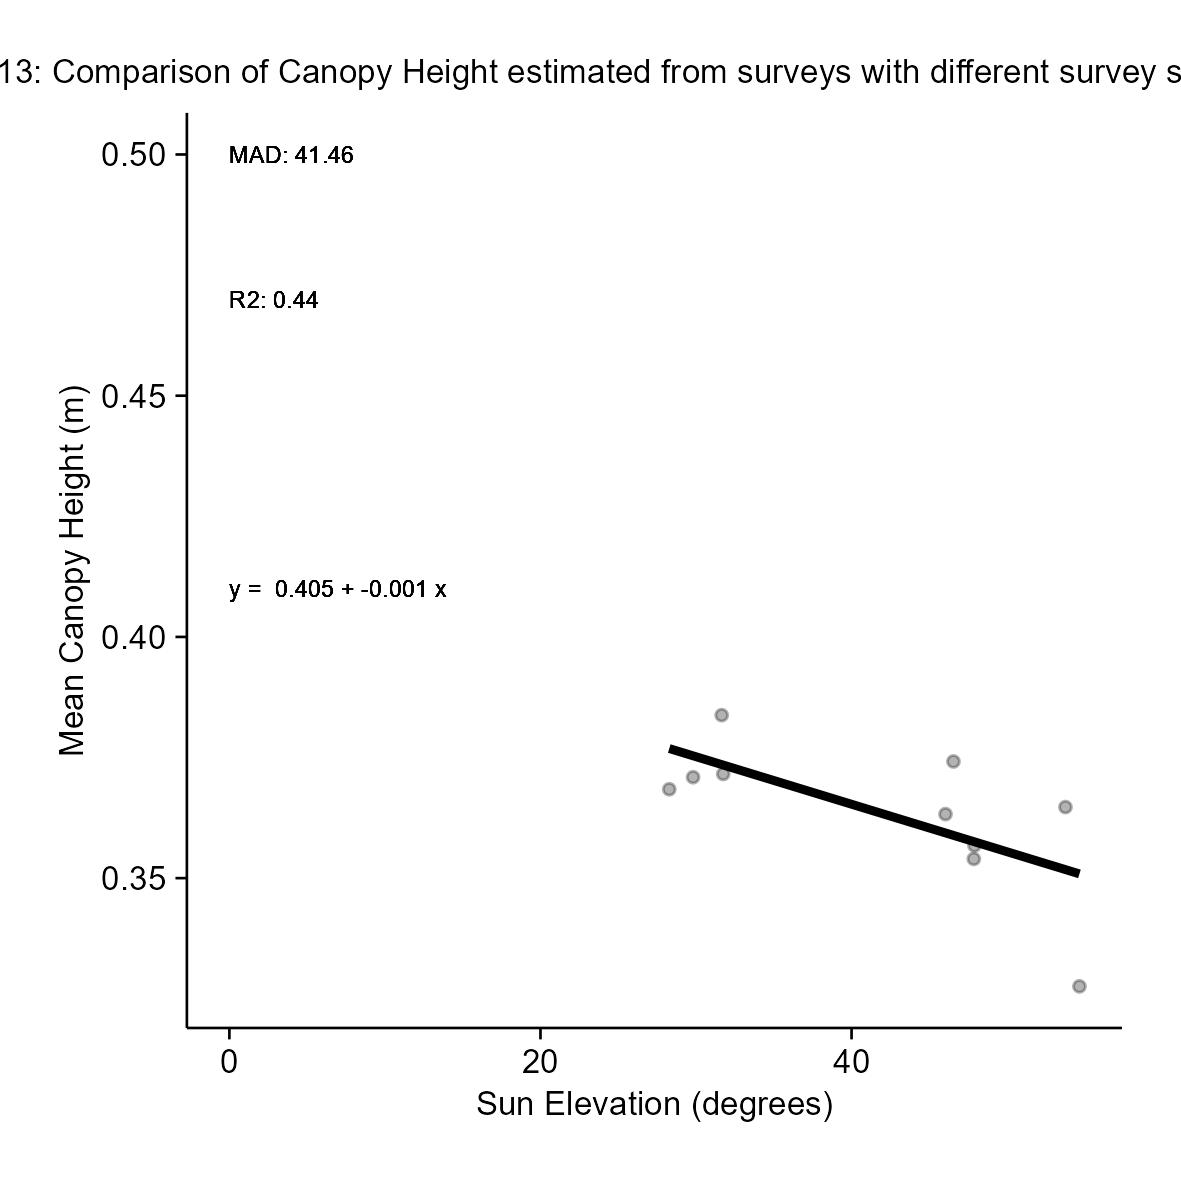 13: Comparison of Canopy Height estimated from surveys with different survey s
0.50
MAD: 41.46
R2: 0.44
0.45
y =  0.405 + -0.001 x
0.40
0.35
Mean Canopy Height (m)
0 20 40
Sun Elevation (degrees)